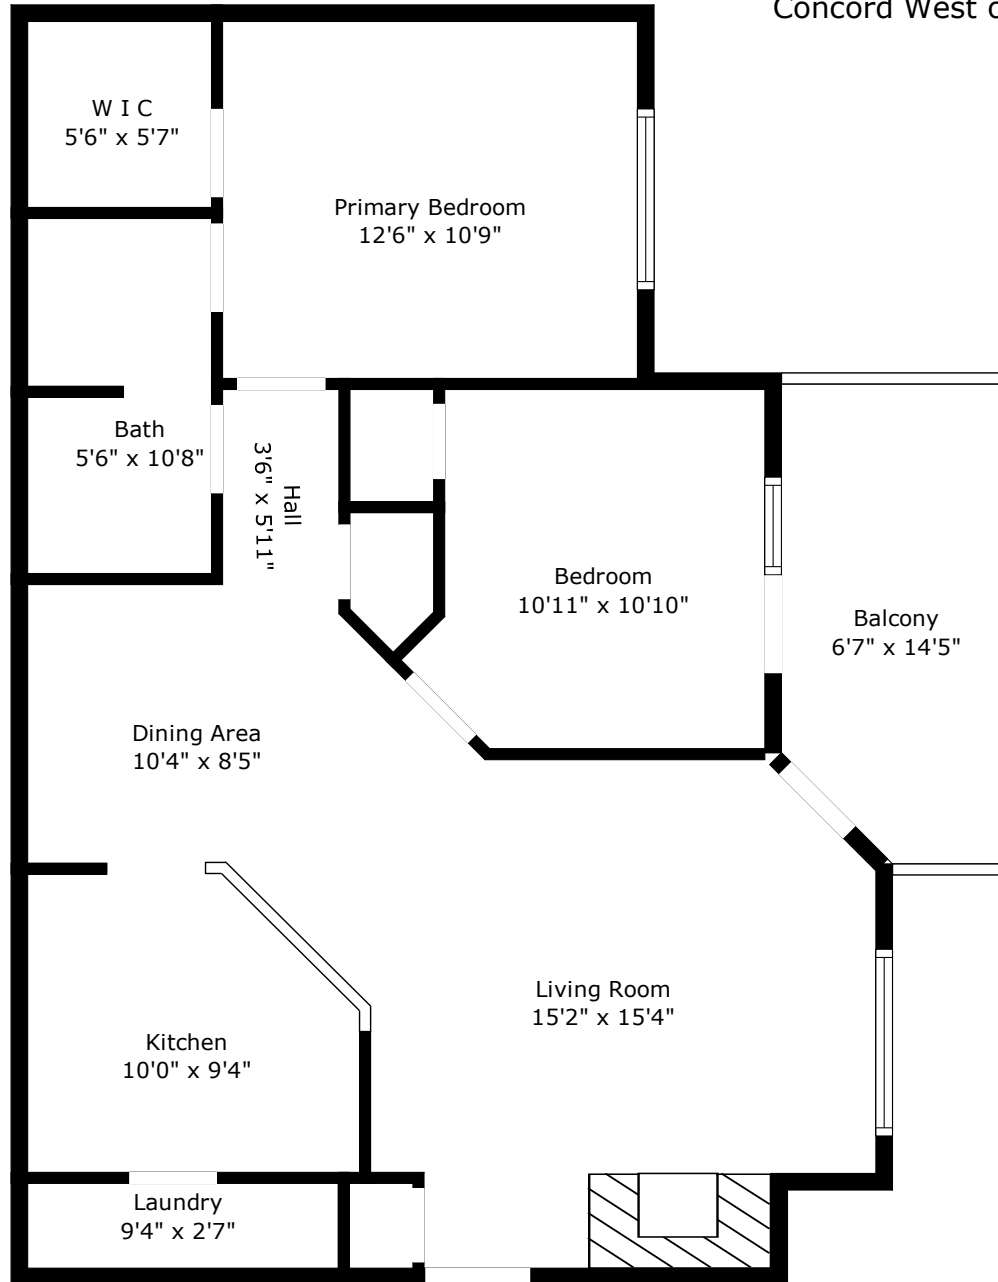 Concord West
W I C
5'6" x 5'7"
Primary Bedroom
12'6" x 10'9"
Bath
5'6" x 10'8"
Hall
3'6" x 5'11"
Bedroom
10'11" x 10'10"
Balcony
6'7" x 14'5"
Dining Area
10'4" x 8'5"
Living Room
15'2" x 15'4"
Kitchen
10'0" x 9'4"
Laundry
9'4" x 2'7"